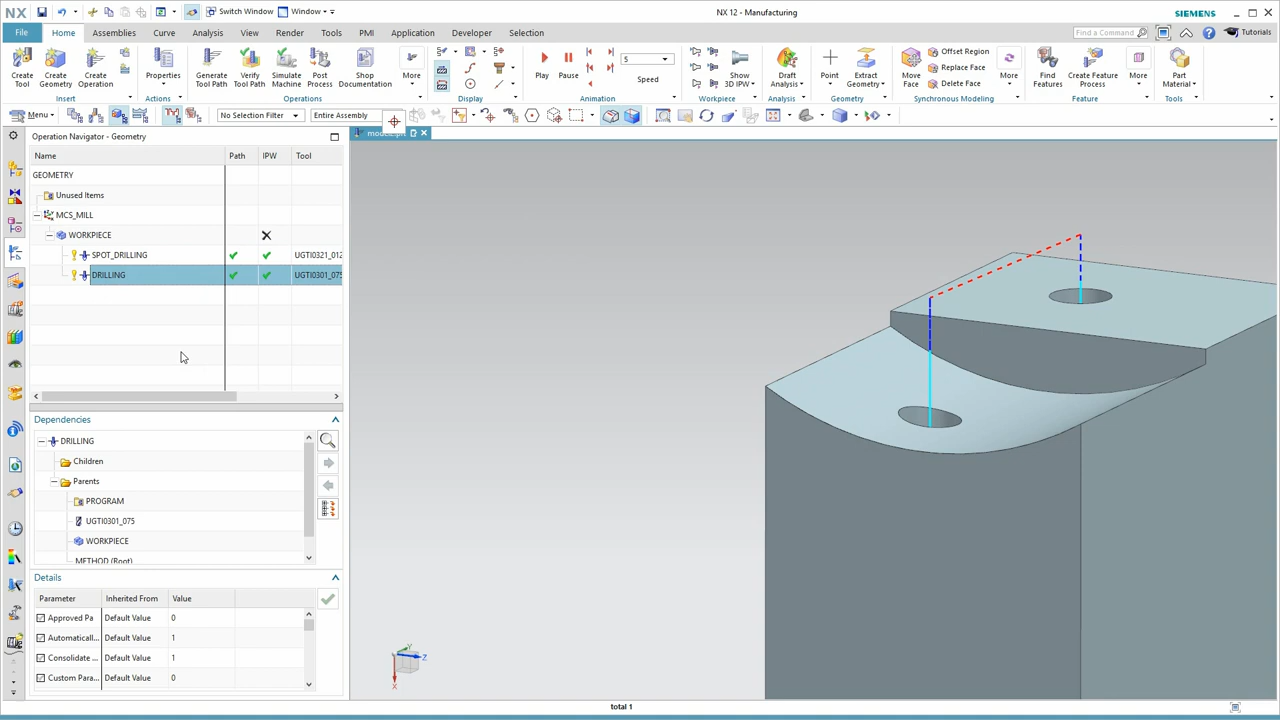 NX
Switch Window
Window
NX 12 - Manufacturing
SIEMENS
File
Home
Assemblies
Curve
Analysis
View
Render
Tools
PMI
Application
Developer
Selection
Find a Command
Tutorials
Create Tool
Create Geometry
Create Operation
Insert
Properties
Actions
Generate Tool Path
Verify Tool Path
Simulate Machine
Post Process
Shop Documentation
More
Operations
Display
Play
Pause
5
Speed
Animation
Show 3D IPW
Workpiece
Draft Analysis
Analysis
Point
Extract Geometry
Geometry
Move Face
Offset Region
Replace Face
Delete Face
More
Synchronous Modeling
Find Features
Create Feature Process
More
Feature
Part Material
Tools
Menu
No Selection Filter
Entire Assembly
Operation Navigator - Geometry
Name
Path
IPW
Tool
GEOMETRY
Unused Items
MCS_MILL
WORKPIECE
SPOT_DRILLING
UGTI0321_012
DRILLING
UGTI0301_075
Dependencies
DRILLING
Children
Parents
PROGRAM
UGTI0301_075
WORKPIECE
METHOD (Root)
Details
Parameter
Inherited From
Value
Approved Pa
Default Value
0
Automaticall...
Default Value
1
Consolidate ...
Default Value
1
Custom Para...
Default Value
0
Y
Z
X
total 1